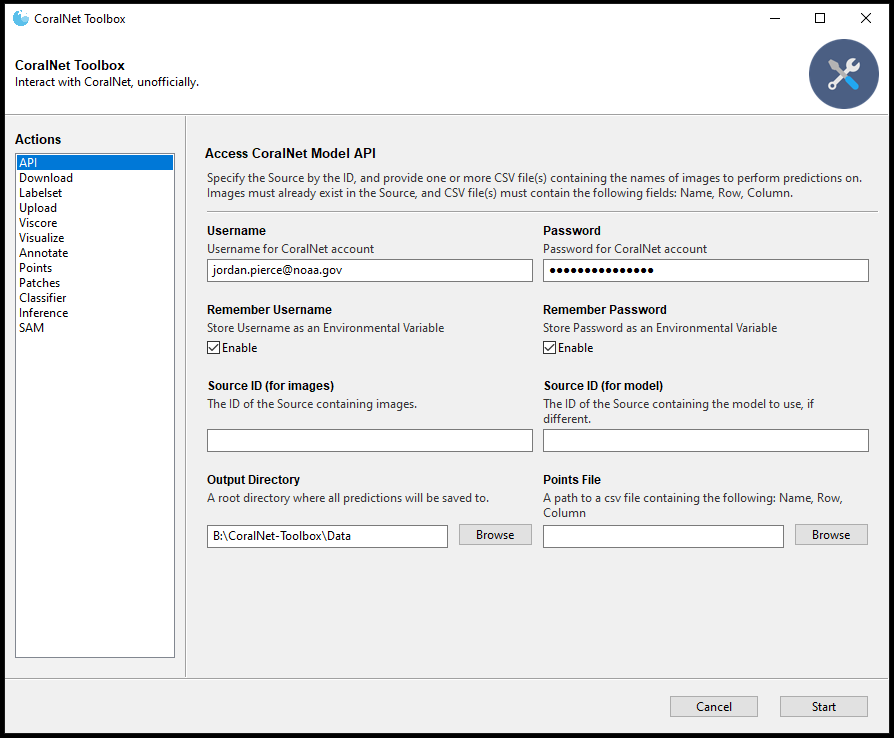 CoralNet Toolbox
CoralNet Toolbox
Interact with CoralNet, unofficially.
Actions
API
Download
Labelset
Upload
Viscore
Visualize
Annotate
Points
Patches
Classifier
Inference
SAM
Access CoralNet Model API
Specify the Source by the ID, and provide one or more CSV file(s) containing the names of images to perform predictions on.
Images must already exist in the Source, and CSV file(s) must contain the following fields: Name, Row, Column.
Username
Username for CoralNet account
jordan.pierce@noaa.gov
Password
Password for CoralNet account
●●●●●●●●●●●●●●●
Remember Username
Store Username as an Environmental Variable
Enable
Remember Password
Store Password as an Environmental Variable
Enable
Source ID (for images)
The ID of the Source containing images.
Source ID (for model)
The ID of the Source containing the model to use, if
different.
Output Directory
A root directory where all predictions will be saved to.
B:\CoralNet-Toolbox\Data
Browse
Points File
A path to a csv file containing the following: Name, Row,
Column
Browse
Cancel
Start